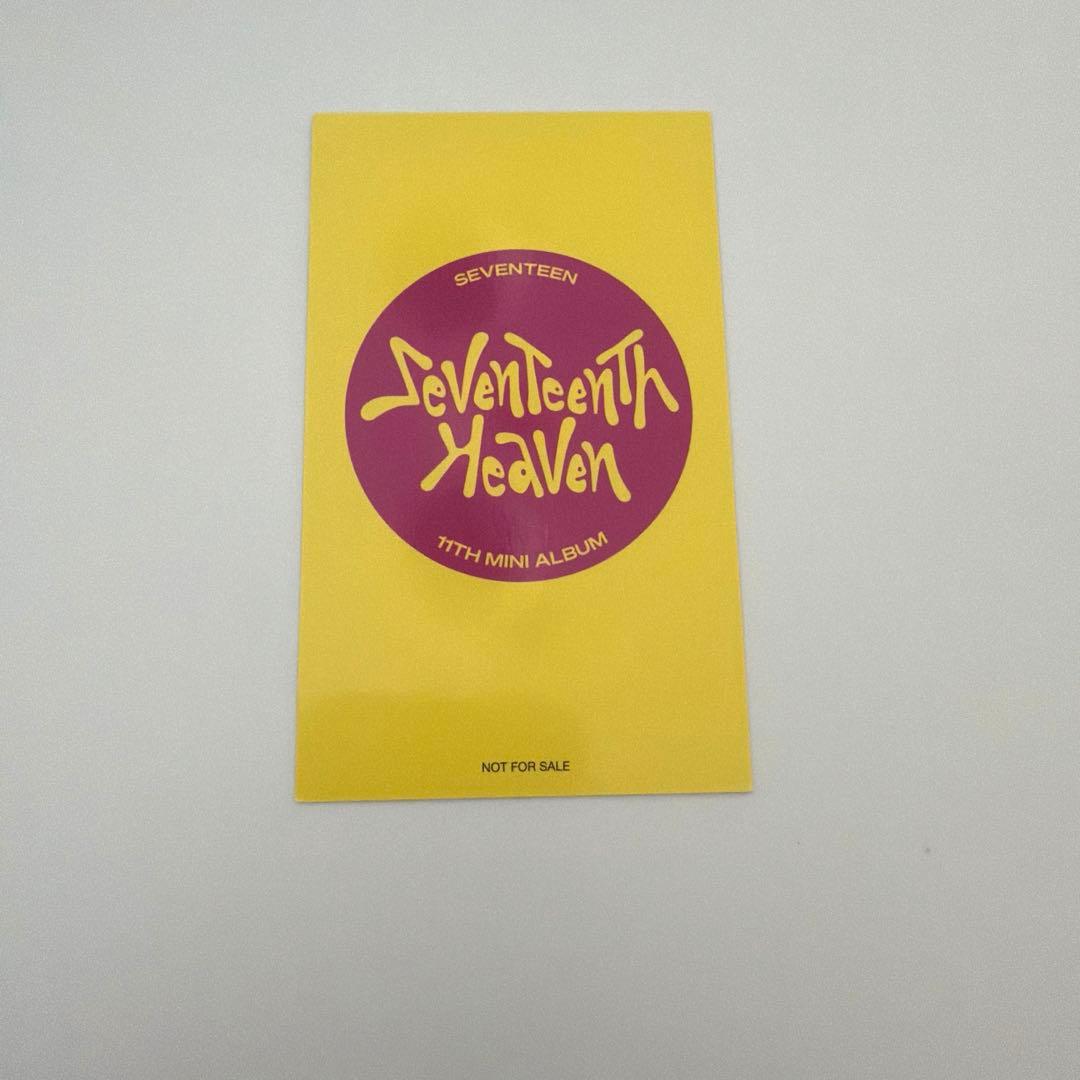 SEVENTEEN
SEVENTEENTH
HEAVEN
11TH MINI ALBUM
NOT FOR SALE